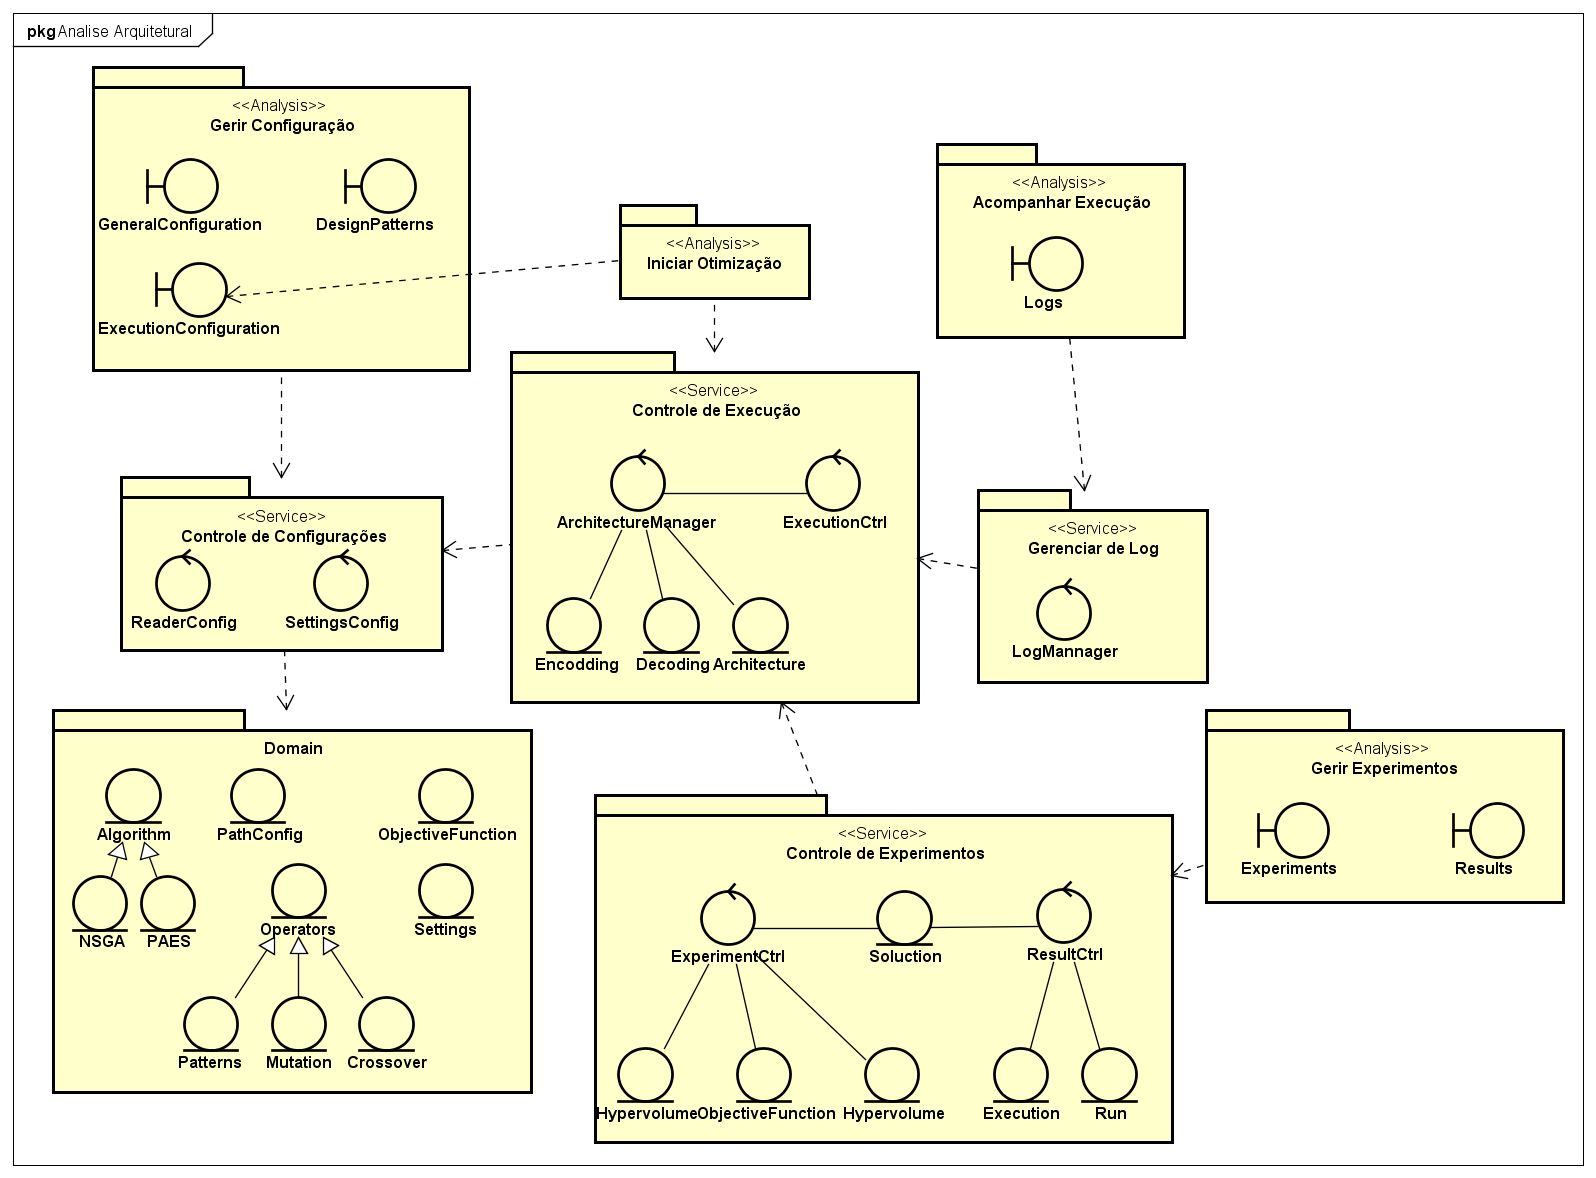 pkg Analise Arquitetural
<<Analysis>>
Gerir Configuração
GeneralConfiguration
DesignPatterns
ExecutionConfiguration
<<Analysis>>
Iniciar Otimização
<<Analysis>>
Acompanhar Execução
Logs
<<Service>>
Controle de Execução
ArchitectureManager
ExecutionCtrl
Encodding
Decoding
Architecture
<<Service>>
Controle de Configurações
ReaderConfig
SettingsConfig
<<Service>>
Gerenciar de Log
LogMannager
Domain
Algorithm
PathConfig
ObjectiveFunction
NSGA
PAES
Operators
Settings
Patterns
Mutation
Crossover
<<Service>>
Controle de Experimentos
ExperimentCtrl
Soluction
ResultCtrl
Hypervolume
ObjectiveFunction
Hypervolume
Execution
Run
<<Analysis>>
Gerir Experimentos
Experiments
Results